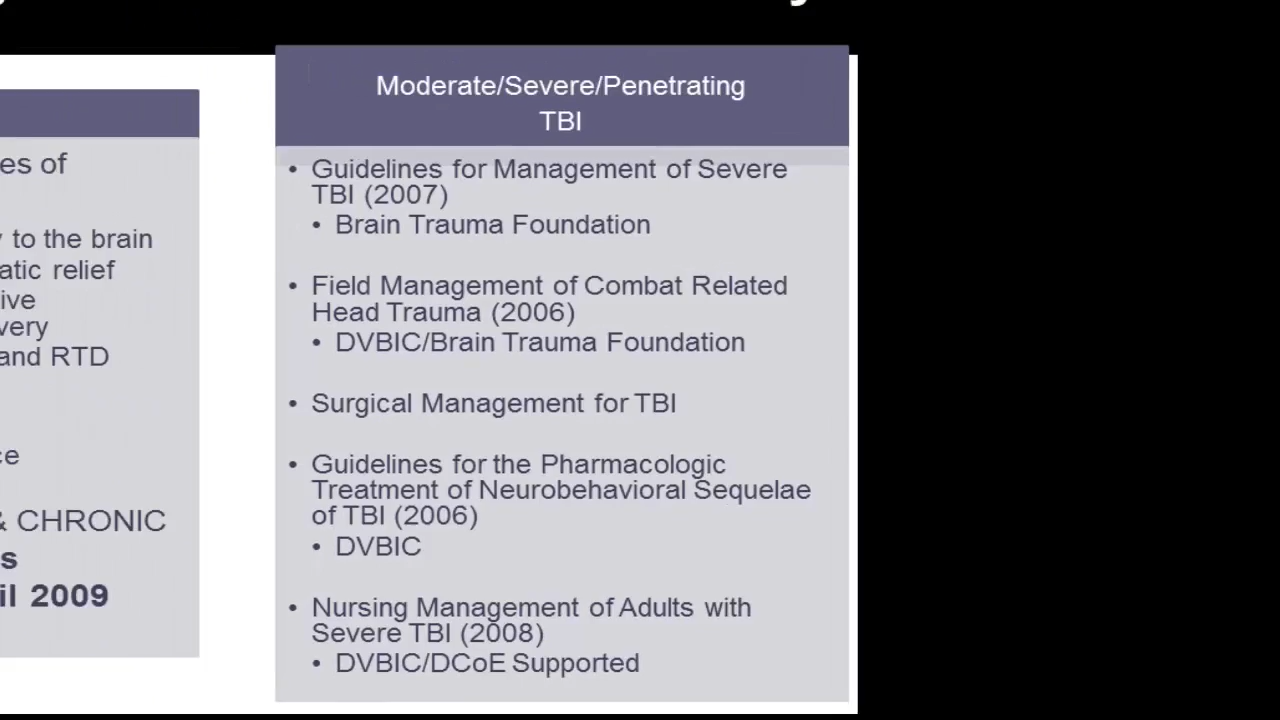 es of
to the brain
atic relief
ive
very
and RTD
ce
& CHRONIC
s
il 2009
Moderate/Severe/Penetrating
TBI
• Guidelines for Management of Severe
TBI (2007)
• Brain Trauma Foundation
• Field Management of Combat Related
Head Trauma (2006)
• DVBIC/Brain Trauma Foundation
• Surgical Management for TBI
• Guidelines for the Pharmacologic
Treatment of Neurobehavioral Sequelae
of TBI (2006)
• DVBIC
• Nursing Management of Adults with
Severe TBI (2008)
• DVBIC/DCoE Supported